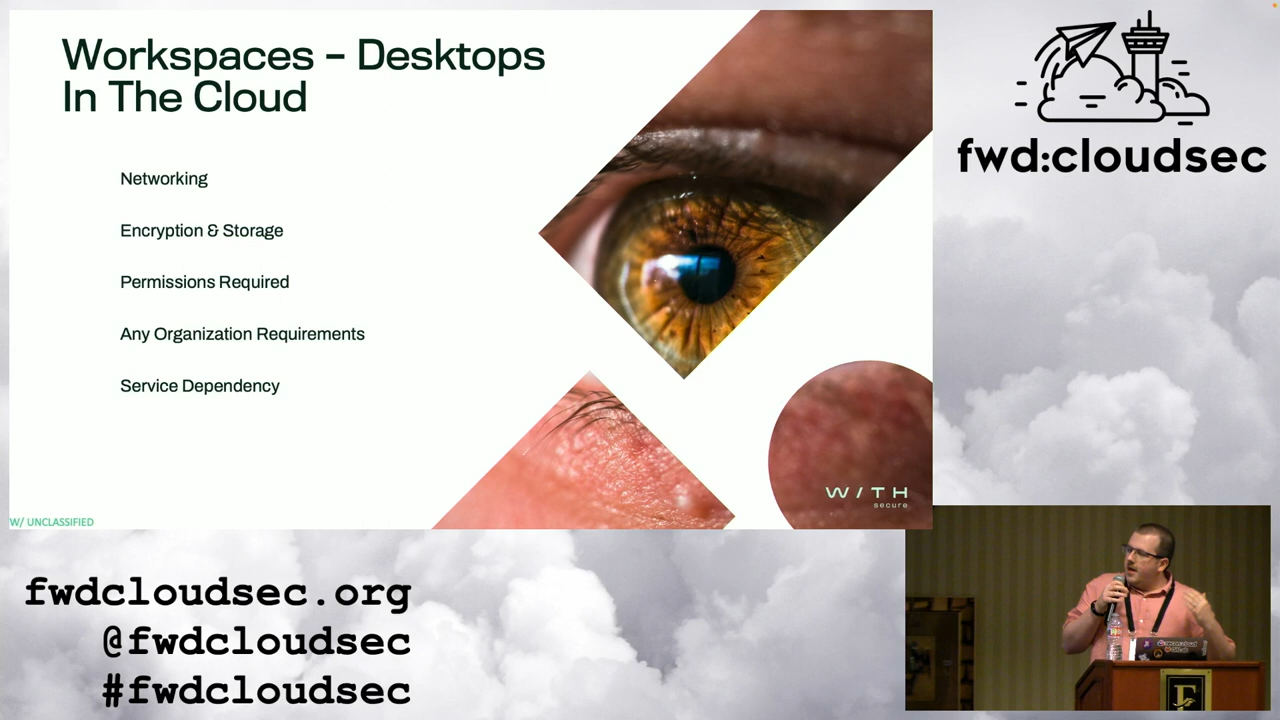 Workspaces – Desktops
In The Cloud
Networking
Encryption & Storage
Permissions Required
Any Organization Requirements
Service Dependency
W/TH
secure
W/ UNCLASSIFIED
fwd:cloudsec
fwdcloudsec.org
@fwdcloudsec
#fwdcloudsec
E